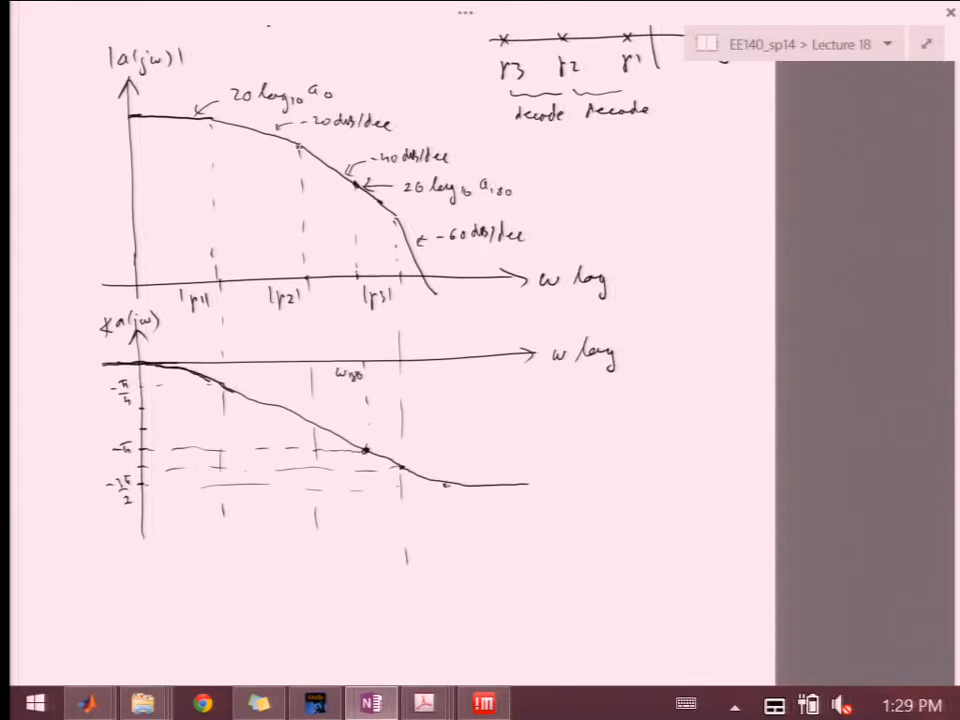 EE140_sp14 > Lecture 18
|a(jω)|
p3 p2 p1
decade decade
20 log10 a0
-20dB/dec
-40dB/dec
20 log10 a180
-60dB/dec
|p1| |p2| |p3|
ω log
∡a(jω)
ω log
ω180
-π/4
-π
-3π/2
1:29 PM